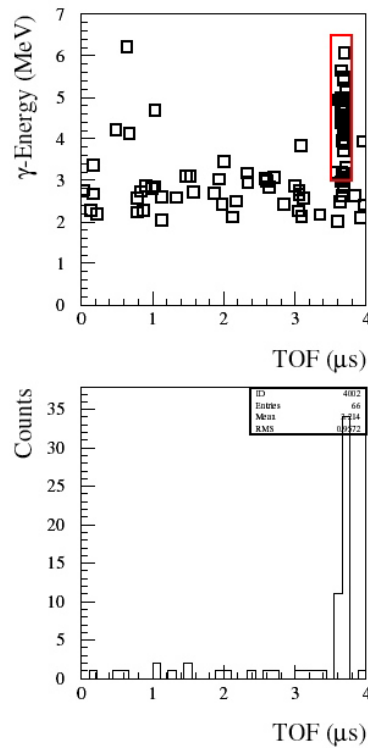 7
6
5
4
3
2
1
0
γ-Energy (MeV)
0 1 2 3 4
TOF (μs)
35
30
25
20
15
10
5
0
Counts
ID 4002
Entries 66
Mean
RMS
0 1 2 3 4
TOF (μs)